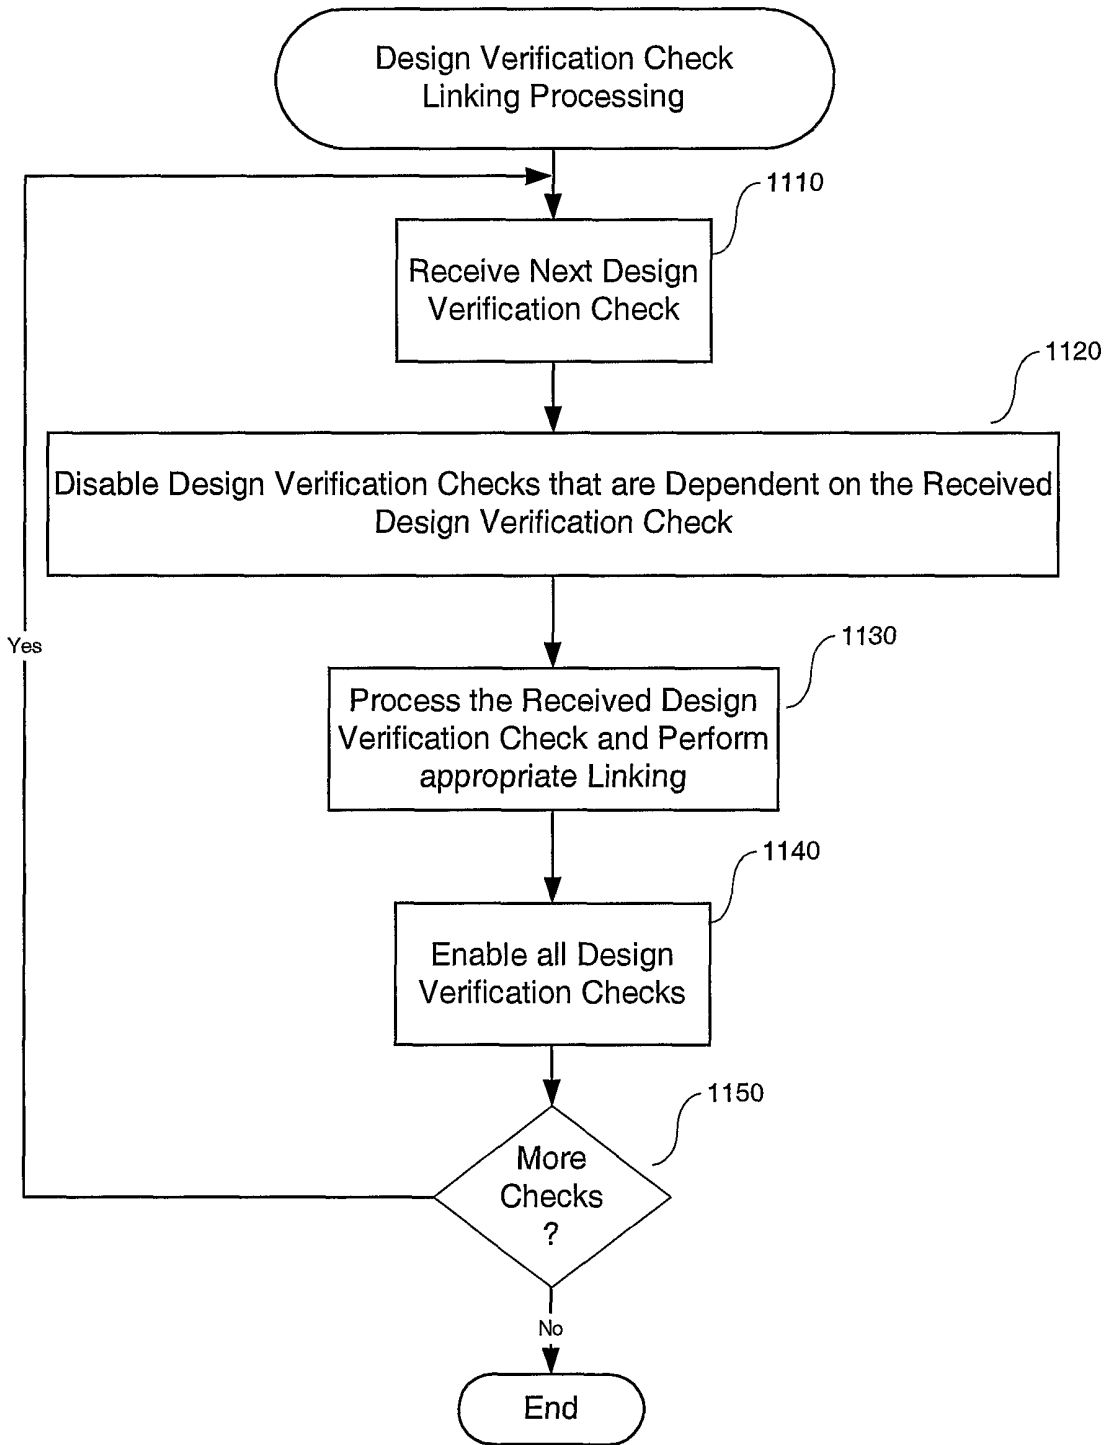 Design Verification Check
Linking Processing
1110
Receive Next Design
Verification Check
1120
Disable Design Verification Checks that are Dependent on the Received
Design Verification Check
Yes
1130
Process the Received Design
Verification Check and Perform
appropriate Linking
1140
Enable all Design
Verification Checks
1150
More
Checks
?
No
End